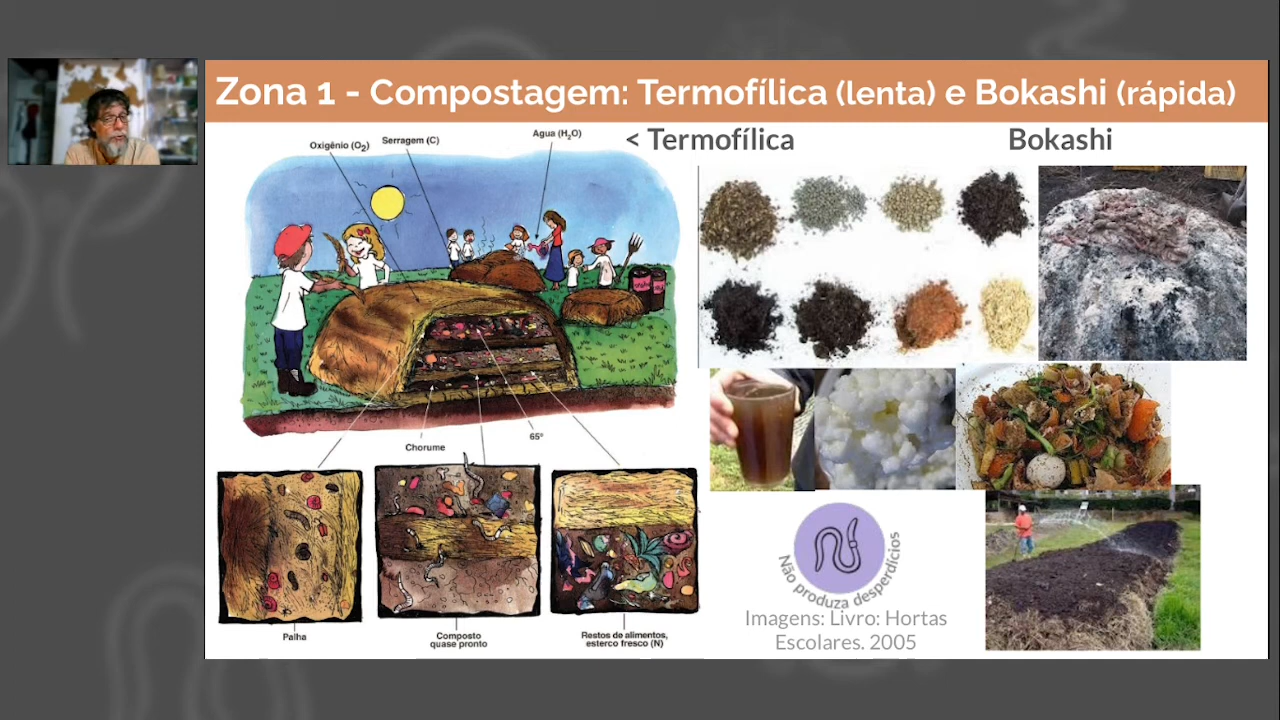 Zona 1 - Compostagem: Termofílica (lenta) e Bokashi (rápida)
< Termofílica
Bokashi
Oxigênio (O2)
Serragem (C)
Agua (H2O)
Chorume
65º
Palha
Composto
quase pronto
Restos de alimentos,
esterco fresco (N)
Não produza desperdícios
Imagens: Livro: Hortas
Escolares. 2005